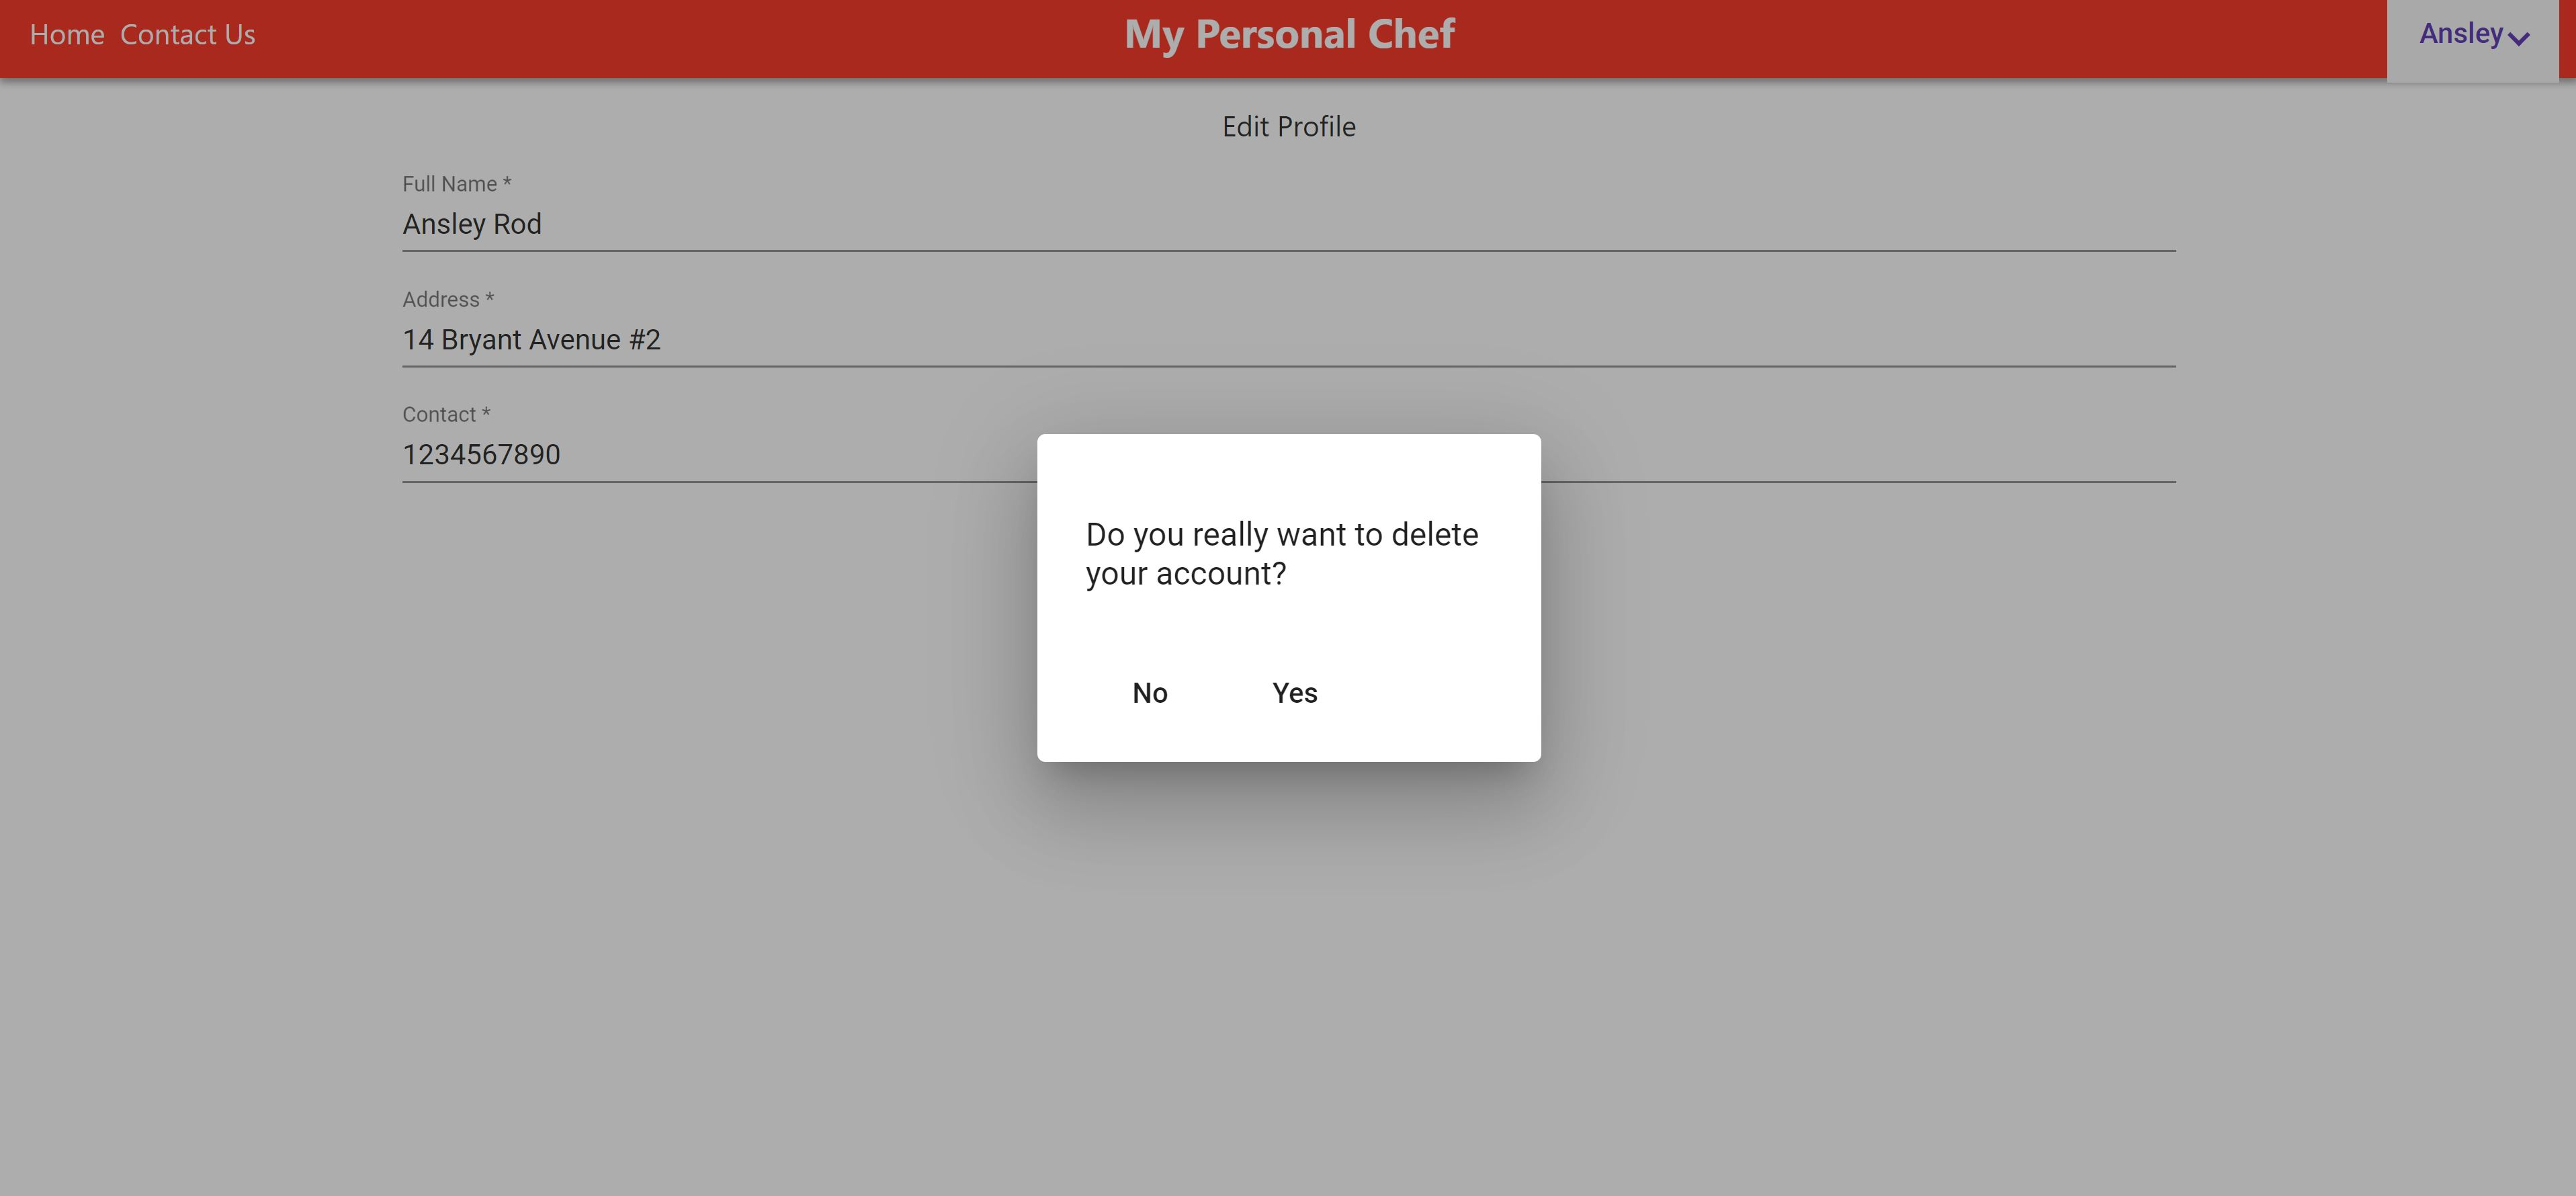 Home Contact Us My Personal Chef Ansley
Edit Profile
Full Name *
Ansley Rod
Address *
14 Bryant Avenue #2
Contact *
1234567890
Do you really want to delete
your account?
No Yes